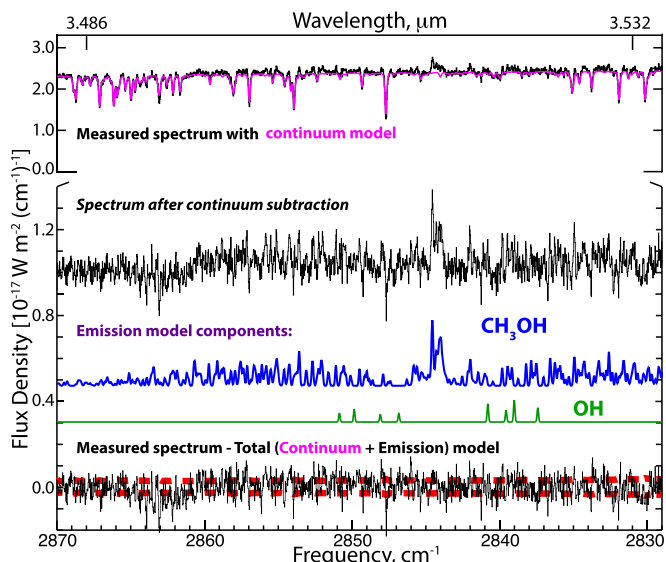 Wavelength, μm
3.486 3.532
3.0
2.0
1.0
0.0
Measured spectrum with continuum model
Spectrum after continuum subtraction
1.2
0.8
Emission model components:
CH₃OH
0.4
OH
Measured spectrum - Total (Continuum + Emission) model
0.0
Flux Density [10⁻¹⁷ W m⁻² (cm⁻¹)⁻¹]
2870 2860 2850 2840 2830
Frequency, cm⁻¹